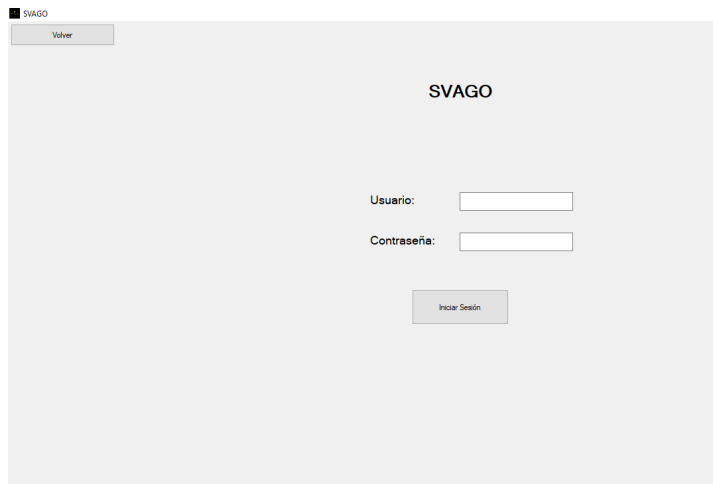 SVAGO
Volver
SVAGO
Usuario:
Contraseña:
Iniciar Sesión